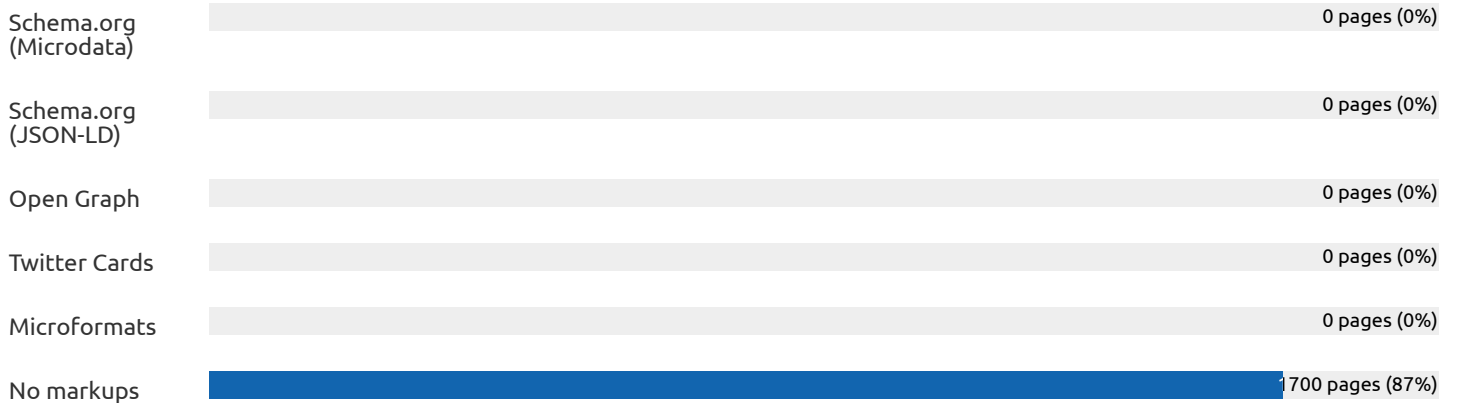 Schema.org
(Microdata)
0 pages (0%)
Schema.org
(JSON-LD)
0 pages (0%)
Open Graph
0 pages (0%)
Twitter Cards
0 pages (0%)
Microformats
0 pages (0%)
No markups
1700 pages (87%)